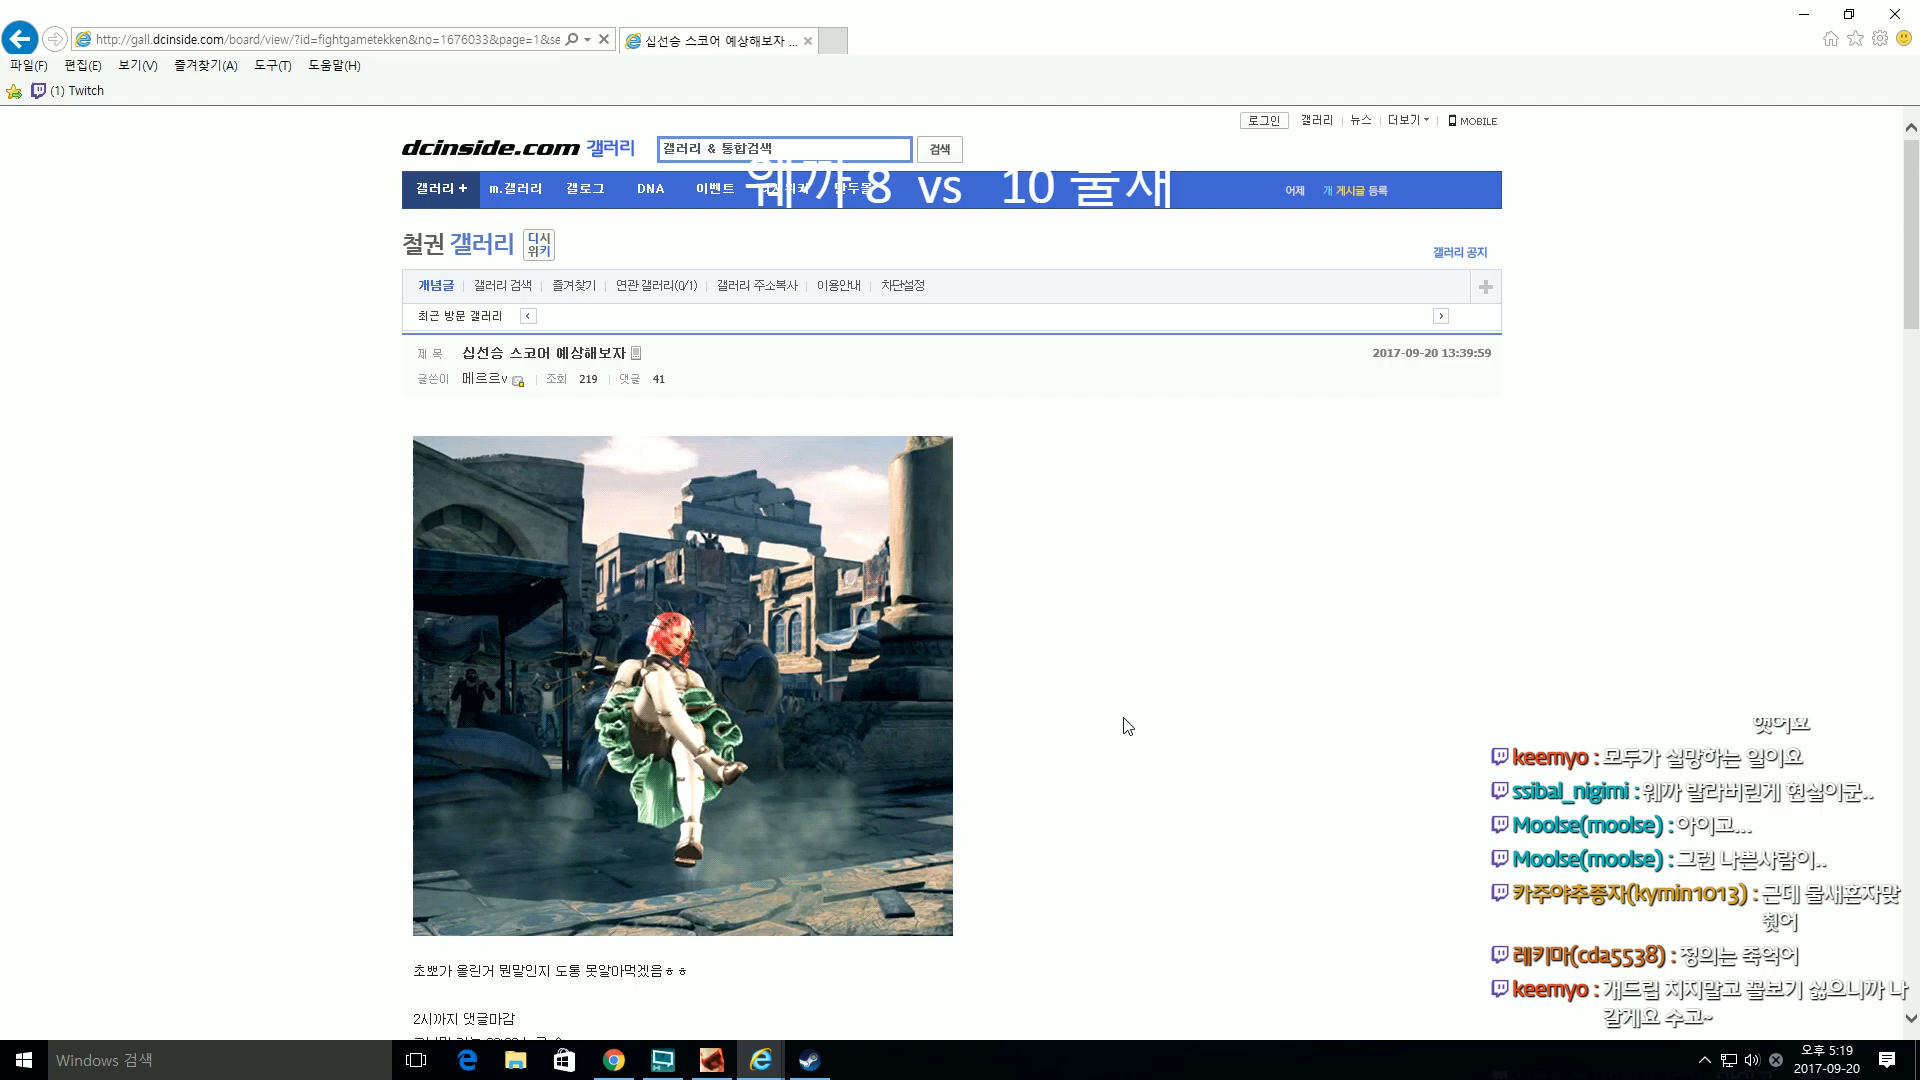 http://gall.dcinside.com/board/view/?id=fightgametekken&no=1676033&page=1&se
십선승 스코어 예상해보자 ...
파일(F) 편집(E) 보기(V) 즐겨찾기(A) 도구(T) 도움말(H)
(1) Twitch
로그인 갤러리 뉴스 더보기 MOBILE
dcinside.com 갤러리 갤러리 & 통합검색 검색
갤러리 + m.갤러리 갤로그 DNA 이벤트 어제 개 게시글 등록
웨까 8 vs 10 물새
철권 갤러리 디시위키 갤러리 공지
개념글 갤러리 검색 즐겨찾기 연관 갤러리(0/1) 갤러리 주소복사 이용안내 차단설정
최근 방문 갤러리
제 목 십선승 스코어 예상해보자 2017-09-20 13:39:59
글쓴이 메르르v 조회 219 댓글 41
초뽀가 올린거 뭔말인지 도통 못알아먹겟음ㅎㅎ
2시까지 댓글마감
햇어요
keemyo : 모두가 실망하는 일이요
ssibal_nigimi : 웨까 발라버린게 현실이군..
Moolse(moolse) : 아이고...
Moolse(moolse) : 그런 나쁜사람이..
카주야추종자(kymin1013) : 근데 물새혼자맞
췄어
레키마(cda5538) : 정의는 죽었어
keemyo : 개드립 치지말고 꼴보기 싫으니까 나
갈게요 수고~
Windows 검색
오후 5:19
2017-09-20